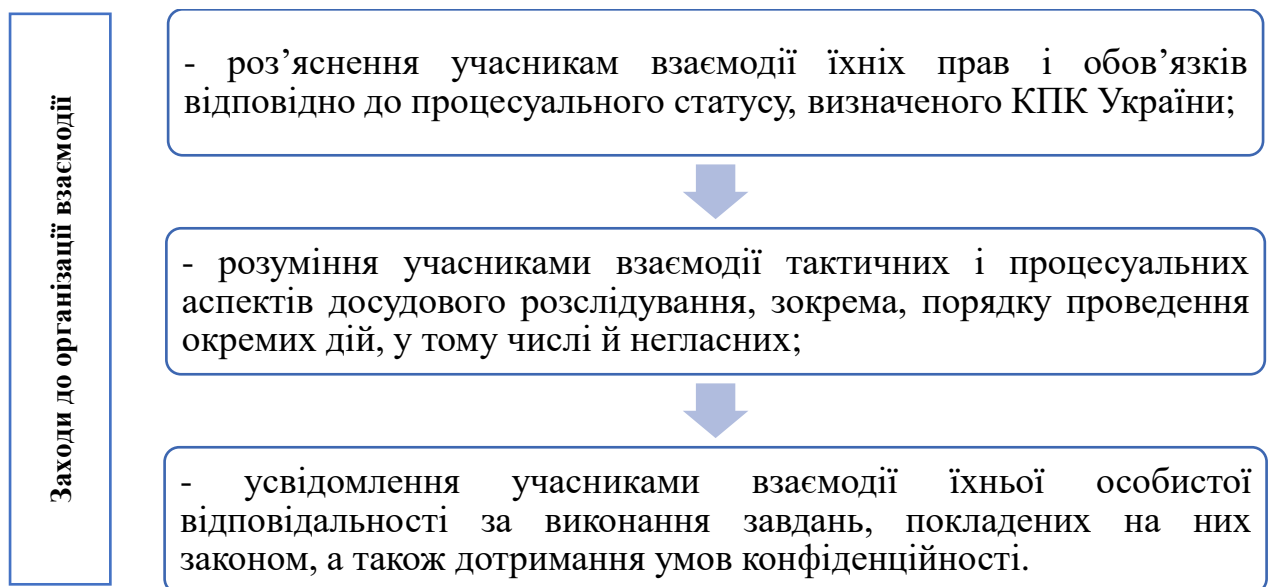 Заходи до організації взаємодії
- роз’яснення учасникам взаємодії їхніх прав і обов’язків
відповідно до процесуального статусу, визначеного КПК України;
- розуміння учасниками взаємодії тактичних і процесуальних
аспектів досудового розслідування, зокрема, порядку проведення
окремих дій, у тому числі й негласних;
- усвідомлення учасниками взаємодії їхньої особистої
відповідальності за виконання завдань, покладених на них
законом, а також дотримання умов конфіденційності.